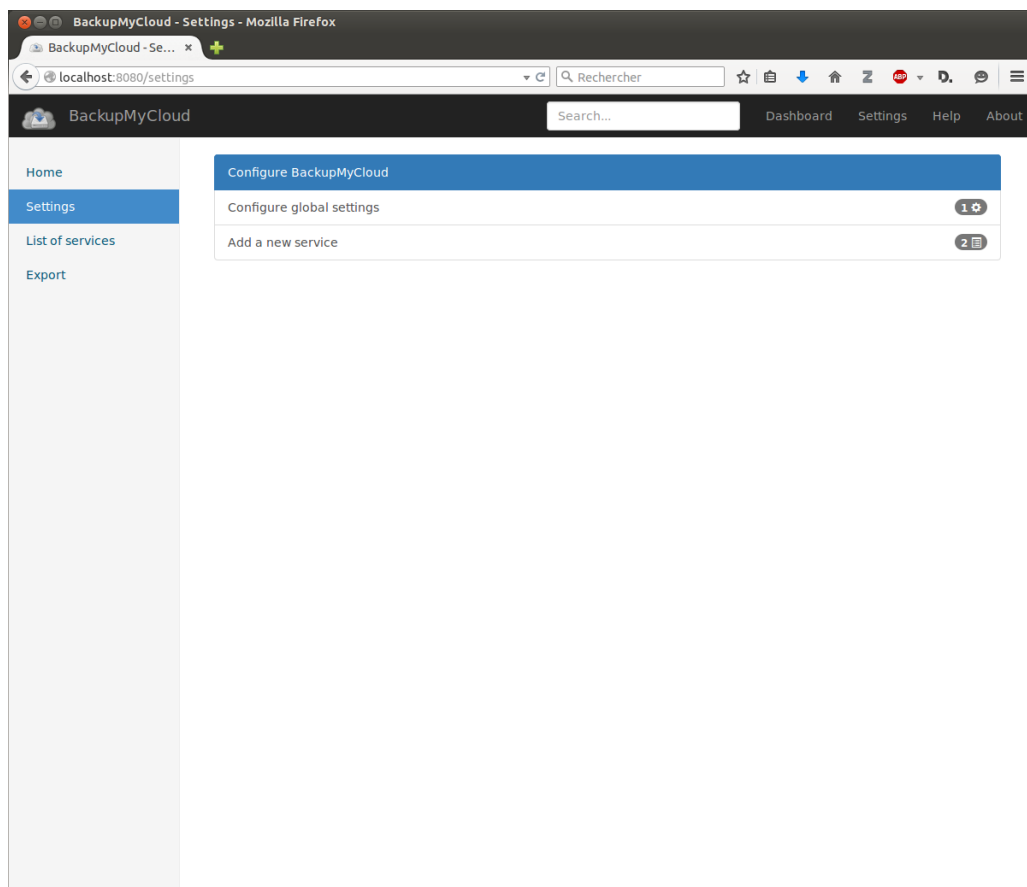 BackupMyCloud - Settings - Mozilla Firefox
BackupMyCloud - Se...
localhost:8080/settings Rechercher Z ABP D.
BackupMyCloud Search... Dashboard Settings Help About
Home
Settings
List of services
Export
Configure BackupMyCloud
Configure global settings 1
Add a new service 2